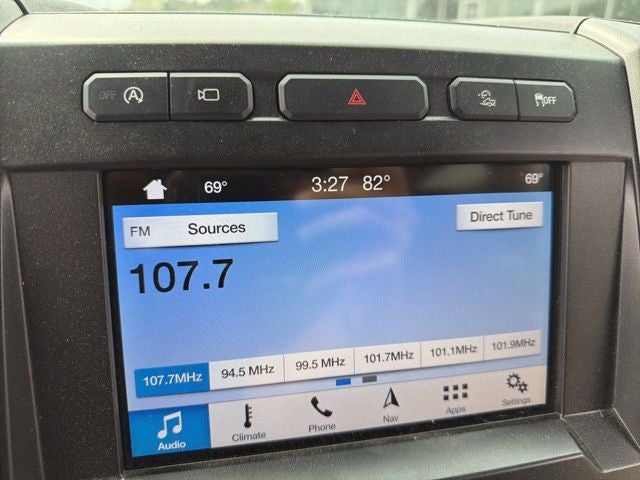 OFF A
OFF
69° 3:27 82° 69°
FM Sources Direct Tune
107.7
107.7MHz 94.5 MHz 99.5 MHz 101.7MHz 101.1MHz 101.9MHz
Audio Climate Phone Nav Apps Settings